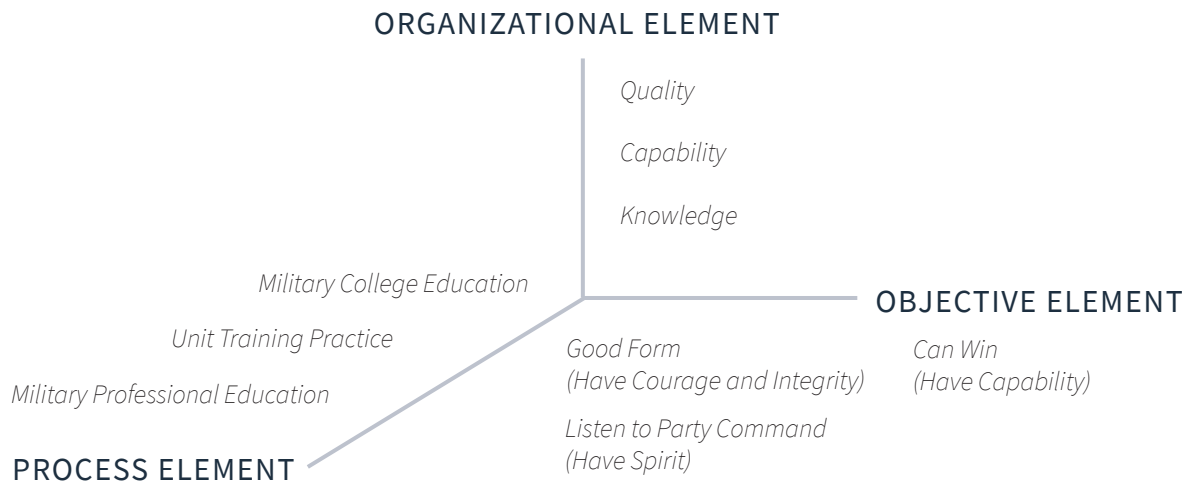 ORGANIZATIONAL ELEMENT
Quality
Capability
Knowledge
Military College Education
Unit Training Practice
Military Professional Education
PROCESS ELEMENT
OBJECTIVE ELEMENT
Good Form
(Have Courage and Integrity)
Listen to Party Command
(Have Spirit)
Can Win
(Have Capability)